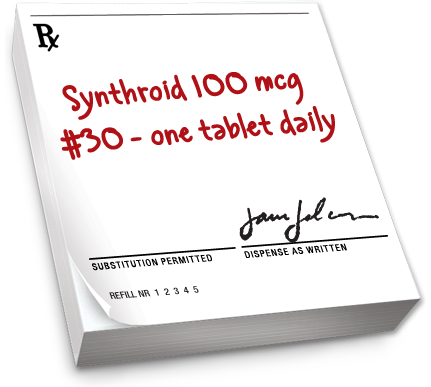 ℞
Synthroid 100 mcg
#30 - one tablet daily
SUBSTITUTION PERMITTED DISPENSE AS WRITTEN
REFILL NR 1 2 3 4 5